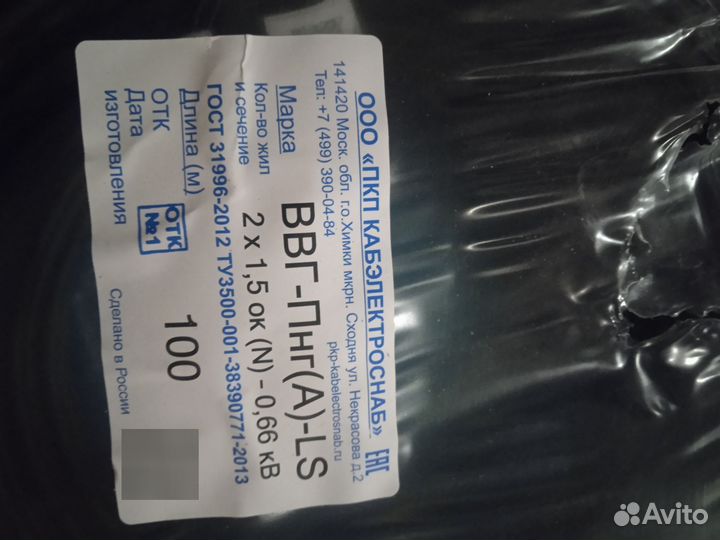 ООО «ПКП КАБЭЛЕКТРОСНАБ»
141420 Моск. обл. г.о.Химки мкрн. Сходня ул. Некрасова д.2
Тел: +7 (499) 390-04-84 pkp-kabelectrosnab.ru
EAC
Марка ВВГ-Пнг(А)-LS
Кол-во жил
и сечение 2 x 1,5 ок (N) – 0,66 кВ
ГОСТ 31996-2012 ТУ3500-001-38390771-2013
Длина (м) 100
ОТК
ОТК
№1
Дата
изготовления
Сделано в России
Avito